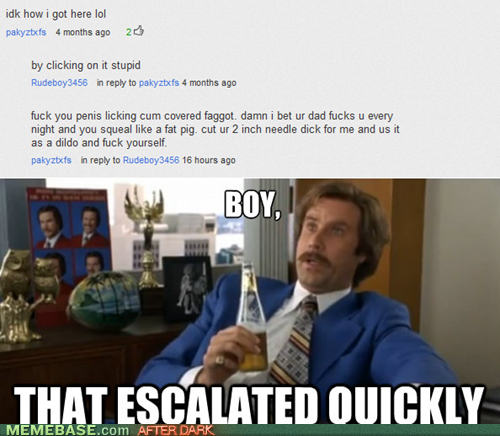 idk how i got here lol
pakyztxfs 4 months ago 2
by clicking on it stupid
Rudeboy3456 in reply to pakyztxfs 4 months ago
fuck you penis licking cum covered faggot. damn i bet ur dad fucks u every
night and you squeal like a fat pig. cut ur 2 inch needle dick for me and us it
as a dildo and fuck yourself.
pakyztxfs in reply to Rudeboy3456 16 hours ago
BOY,
THAT ESCALATED QUICKLY
MEMEBASE.com AFTER DARK